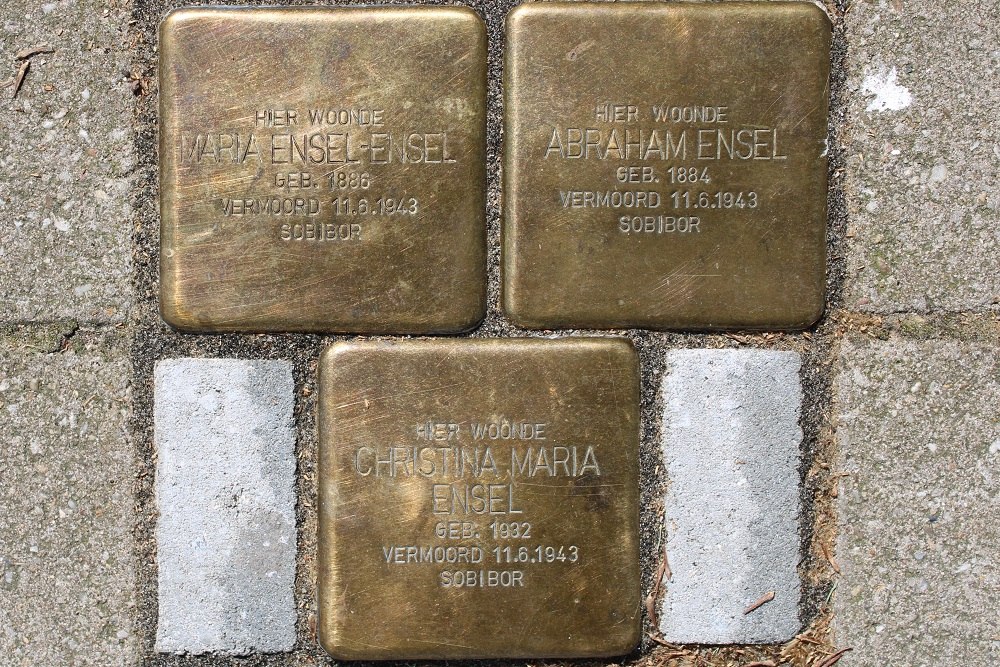 HIER WOONDE
MARIA ENSEL-ENSEL
GEB. 1886
VERMOORD 11.6.1943
SOBIBOR
HIER WOONDE
ABRAHAM ENSEL
GEB. 1884
VERMOORD 11.6.1943
SOBIBOR
HIER WOONDE
CHRISTINA MARIA
ENSEL
GEB. 1932
VERMOORD 11.6.1943
SOBIBOR